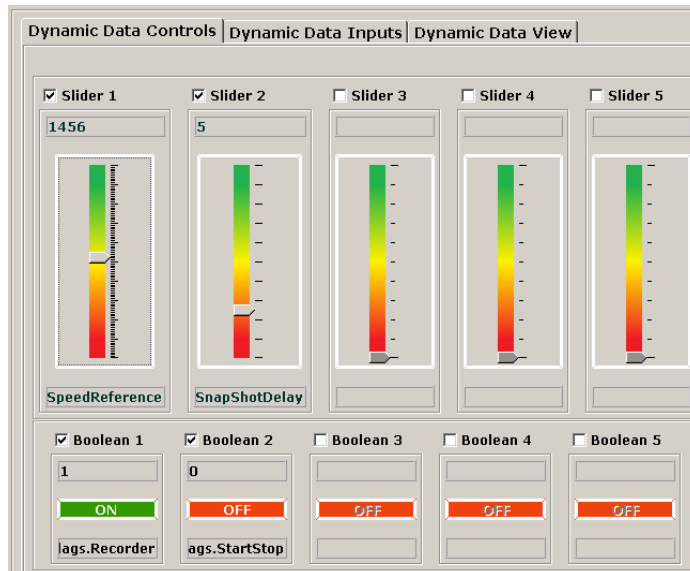 Dynamic Data Controls Dynamic Data Inputs Dynamic Data View
Slider 1 Slider 2 Slider 3 Slider 4 Slider 5
1456 5
SpeedReference SnapShotDelay
Boolean 1 Boolean 2 Boolean 3 Boolean 4 Boolean 5
1 0
ON OFF OFF OFF OFF
lags.Recorder ags.StartStop